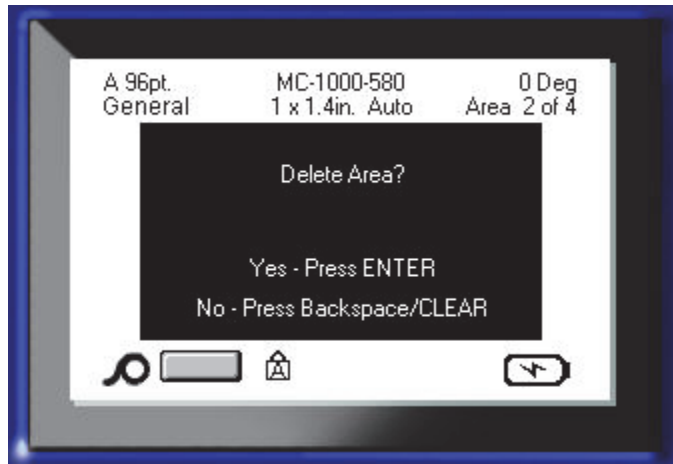 A 96pt. MC-1000-580 0 Deg
General 1 x 1.4in. Auto Area 2 of 4
Delete Area?
Yes - Press ENTER
No - Press Backspace/CLEAR
A